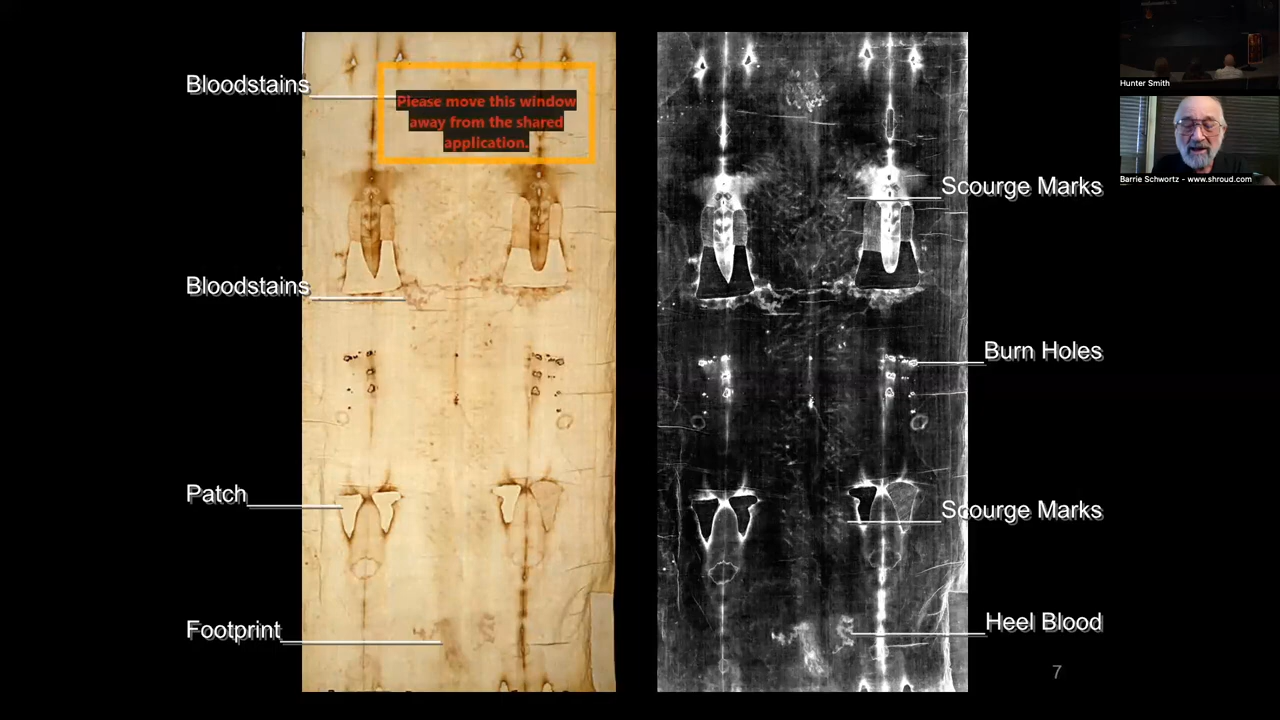 Bloodstains
Please move this window
away from the shared
application.
Bloodstains
Patch
Footprint
Scourge Marks
Burn Holes
Scourge Marks
Heel Blood
7
Hunter Smith
Barrie Schwortz - www.shroud.com